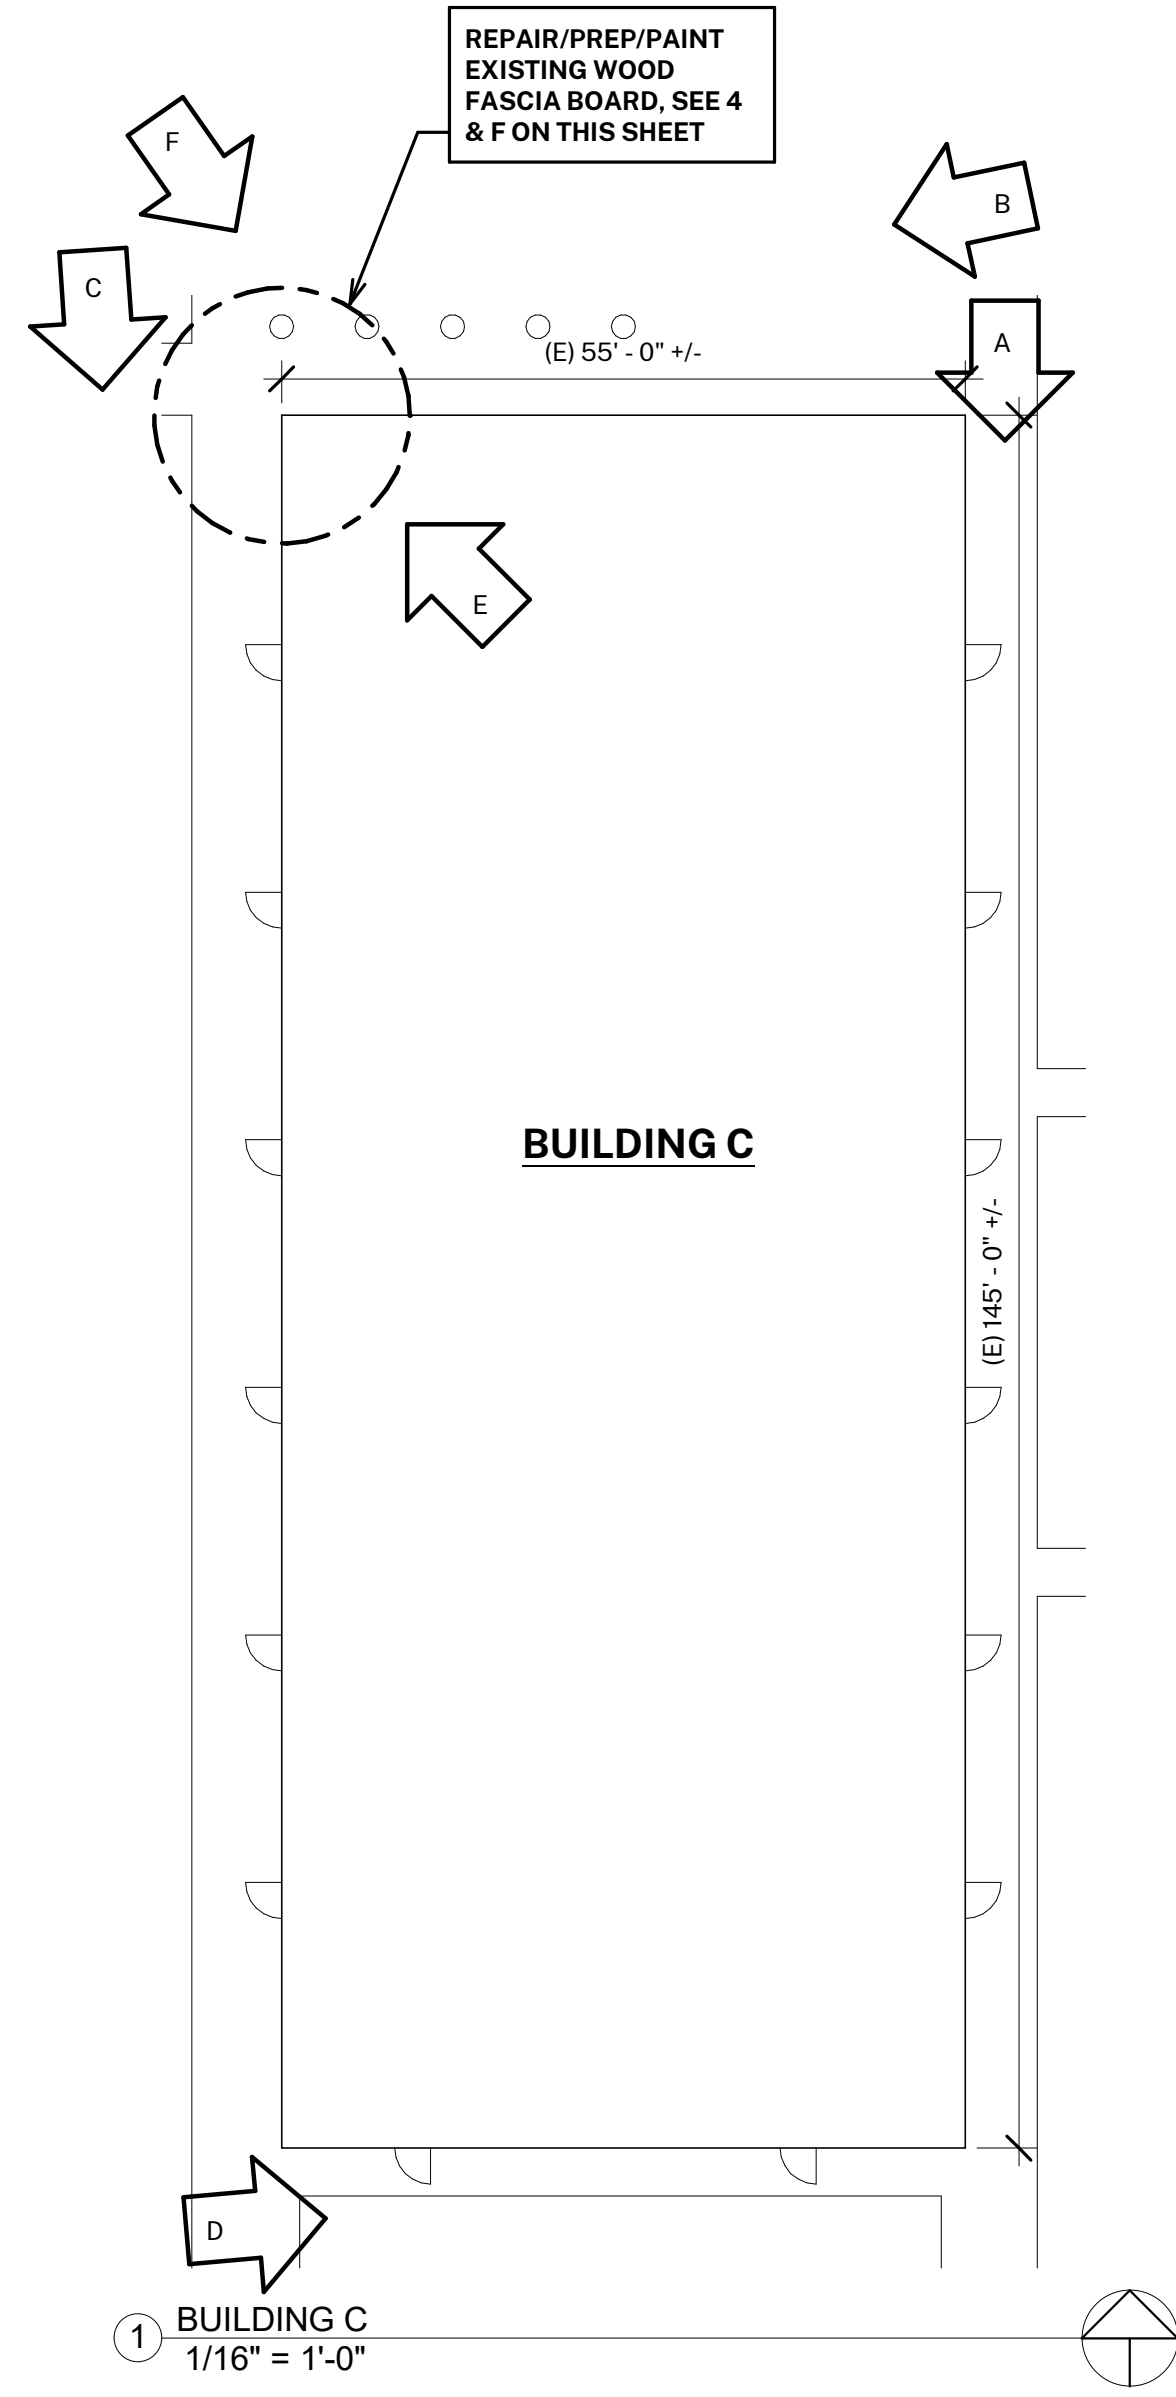 REPAIR/PREP/PAINT
EXISTING WOOD
FASCIA BOARD, SEE 4
& F ON THIS SHEET
F
B
C
A
(E) 55' - 0" +/-
E
BUILDING C
(E) 145' - 0" +/-
D
1
BUILDING C
1/16" = 1'-0"